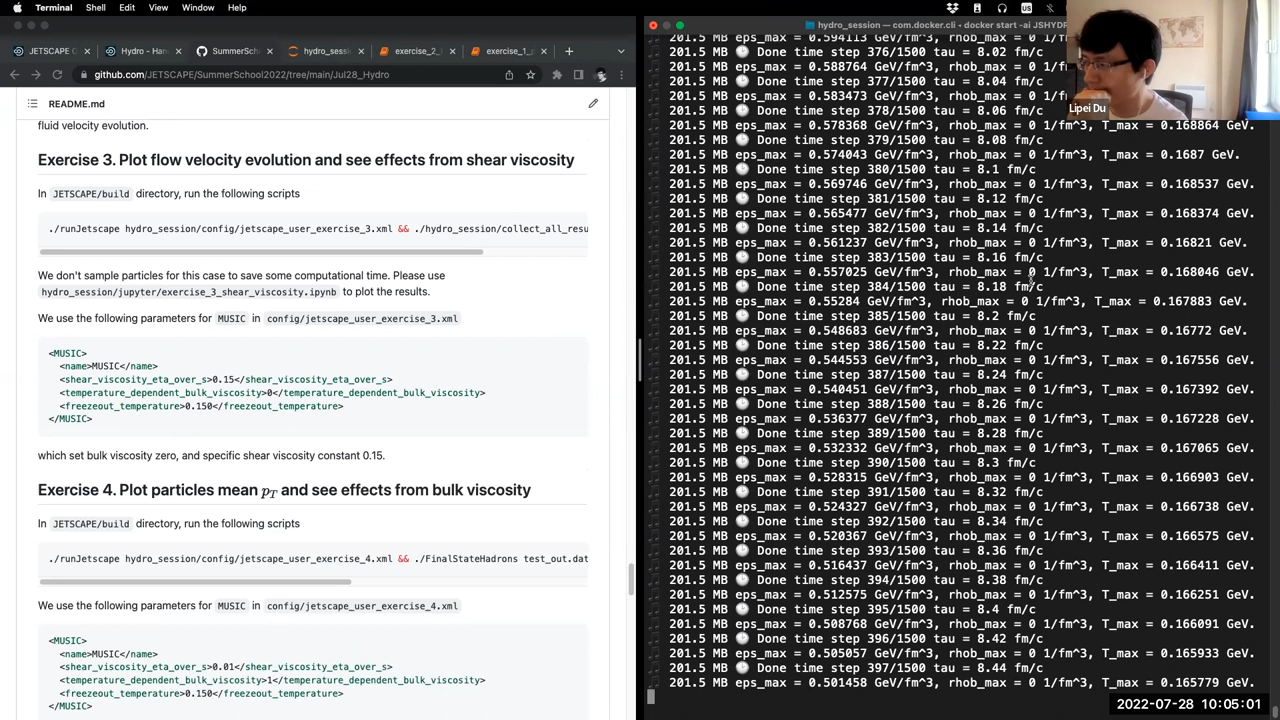 Terminal Shell Edit View Window Help
US
hydro_session — com.docker.cli ◂ docker start -ai JSHYDR
JETSCAPE
Hydro - Han
SummerSch
hydro_sessi
exercise_2_
exercise_1_
github.com/JETSCAPE/SummerSchool2022/tree/main/Jul28_Hydro
README.md
fluid velocity evolution.
Exercise 3. Plot flow velocity evolution and see effects from shear viscosity
In JETSCAPE/build directory, run the following scripts
./runJetscape hydro_session/config/jetscape_user_exercise_3.xml && ./hydro_session/collect_all_resu
We don't sample particles for this case to save some computational time. Please use
hydro_session/jupyter/exercise_3_shear_viscosity.ipynb to plot the results.
We use the following parameters for MUSIC in config/jetscape_user_exercise_3.xml
<MUSIC>
<name>MUSIC</name>
<shear_viscosity_eta_over_s>0.15</shear_viscosity_eta_over_s>
<temperature_dependent_bulk_viscosity>0</temperature_dependent_bulk_viscosity>
<freezeout_temperature>0.150</freezeout_temperature>
</MUSIC>
which set bulk viscosity zero, and specific shear viscosity constant 0.15.
Exercise 4. Plot particles mean pT and see effects from bulk viscosity
In JETSCAPE/build directory, run the following scripts
./runJetscape hydro_session/config/jetscape_user_exercise_4.xml && ./FinalStateHadrons test_out.dat
We use the following parameters for MUSIC in config/jetscape_user_exercise_4.xml
<MUSIC>
<name>MUSIC</name>
<shear_viscosity_eta_over_s>0.01</shear_viscosity_eta_over_s>
<temperature_dependent_bulk_viscosity>1</temperature_dependent_bulk_viscosity>
<freezeout_temperature>0.150</freezeout_temperature>
</MUSIC>
201.5 MB eps_max = 0.594113 GeV/fm^3, rhob_max = 0 1/f
201.5 MB Done time step 376/1500 tau = 8.02 fm/c
201.5 MB eps_max = 0.588764 GeV/fm^3, rhob_max = 0 1/f
201.5 MB Done time step 377/1500 tau = 8.04 fm/c
201.5 MB eps_max = 0.583473 GeV/fm^3, rhob_max = 0 1/f
201.5 MB Done time step 378/1500 tau = 8.06 fm/c
201.5 MB eps_max = 0.578368 GeV/fm^3, rhob_max = 0 1/fm^3, T_max = 0.168864 GeV.
201.5 MB Done time step 379/1500 tau = 8.08 fm/c
201.5 MB eps_max = 0.574043 GeV/fm^3, rhob_max = 0 1/fm^3, T_max = 0.1687 GeV.
201.5 MB Done time step 380/1500 tau = 8.1 fm/c
201.5 MB eps_max = 0.569746 GeV/fm^3, rhob_max = 0 1/fm^3, T_max = 0.168537 GeV.
201.5 MB Done time step 381/1500 tau = 8.12 fm/c
201.5 MB eps_max = 0.565477 GeV/fm^3, rhob_max = 0 1/fm^3, T_max = 0.168374 GeV.
201.5 MB Done time step 382/1500 tau = 8.14 fm/c
201.5 MB eps_max = 0.561237 GeV/fm^3, rhob_max = 0 1/fm^3, T_max = 0.16821 GeV.
201.5 MB Done time step 383/1500 tau = 8.16 fm/c
201.5 MB eps_max = 0.557025 GeV/fm^3, rhob_max = 0 1/fm^3, T_max = 0.168046 GeV.
201.5 MB Done time step 384/1500 tau = 8.18 fm/c
201.5 MB eps_max = 0.55284 GeV/fm^3, rhob_max = 0 1/fm^3, T_max = 0.167883 GeV.
201.5 MB Done time step 385/1500 tau = 8.2 fm/c
201.5 MB eps_max = 0.548683 GeV/fm^3, rhob_max = 0 1/fm^3, T_max = 0.16772 GeV.
201.5 MB Done time step 386/1500 tau = 8.22 fm/c
201.5 MB eps_max = 0.544553 GeV/fm^3, rhob_max = 0 1/fm^3, T_max = 0.167556 GeV.
201.5 MB Done time step 387/1500 tau = 8.24 fm/c
201.5 MB eps_max = 0.540451 GeV/fm^3, rhob_max = 0 1/fm^3, T_max = 0.167392 GeV.
201.5 MB Done time step 388/1500 tau = 8.26 fm/c
201.5 MB eps_max = 0.536377 GeV/fm^3, rhob_max = 0 1/fm^3, T_max = 0.167228 GeV.
201.5 MB Done time step 389/1500 tau = 8.28 fm/c
201.5 MB eps_max = 0.532332 GeV/fm^3, rhob_max = 0 1/fm^3, T_max = 0.167065 GeV.
201.5 MB Done time step 390/1500 tau = 8.3 fm/c
201.5 MB eps_max = 0.528315 GeV/fm^3, rhob_max = 0 1/fm^3, T_max = 0.166903 GeV.
201.5 MB Done time step 391/1500 tau = 8.32 fm/c
201.5 MB eps_max = 0.524327 GeV/fm^3, rhob_max = 0 1/fm^3, T_max = 0.166738 GeV.
201.5 MB Done time step 392/1500 tau = 8.34 fm/c
201.5 MB eps_max = 0.520367 GeV/fm^3, rhob_max = 0 1/fm^3, T_max = 0.166575 GeV.
201.5 MB Done time step 393/1500 tau = 8.36 fm/c
201.5 MB eps_max = 0.516437 GeV/fm^3, rhob_max = 0 1/fm^3, T_max = 0.166411 GeV.
201.5 MB Done time step 394/1500 tau = 8.38 fm/c
201.5 MB eps_max = 0.512575 GeV/fm^3, rhob_max = 0 1/fm^3, T_max = 0.166251 GeV.
201.5 MB Done time step 395/1500 tau = 8.4 fm/c
201.5 MB eps_max = 0.508768 GeV/fm^3, rhob_max = 0 1/fm^3, T_max = 0.166091 GeV.
201.5 MB Done time step 396/1500 tau = 8.42 fm/c
201.5 MB eps_max = 0.505057 GeV/fm^3, rhob_max = 0 1/fm^3, T_max = 0.165933 GeV.
201.5 MB Done time step 397/1500 tau = 8.44 fm/c
201.5 MB eps_max = 0.501458 GeV/fm^3, rhob_max = 0 1/fm^3, T_max = 0.165779 GeV.
Lipei Du
2022-07-28 10:05:01